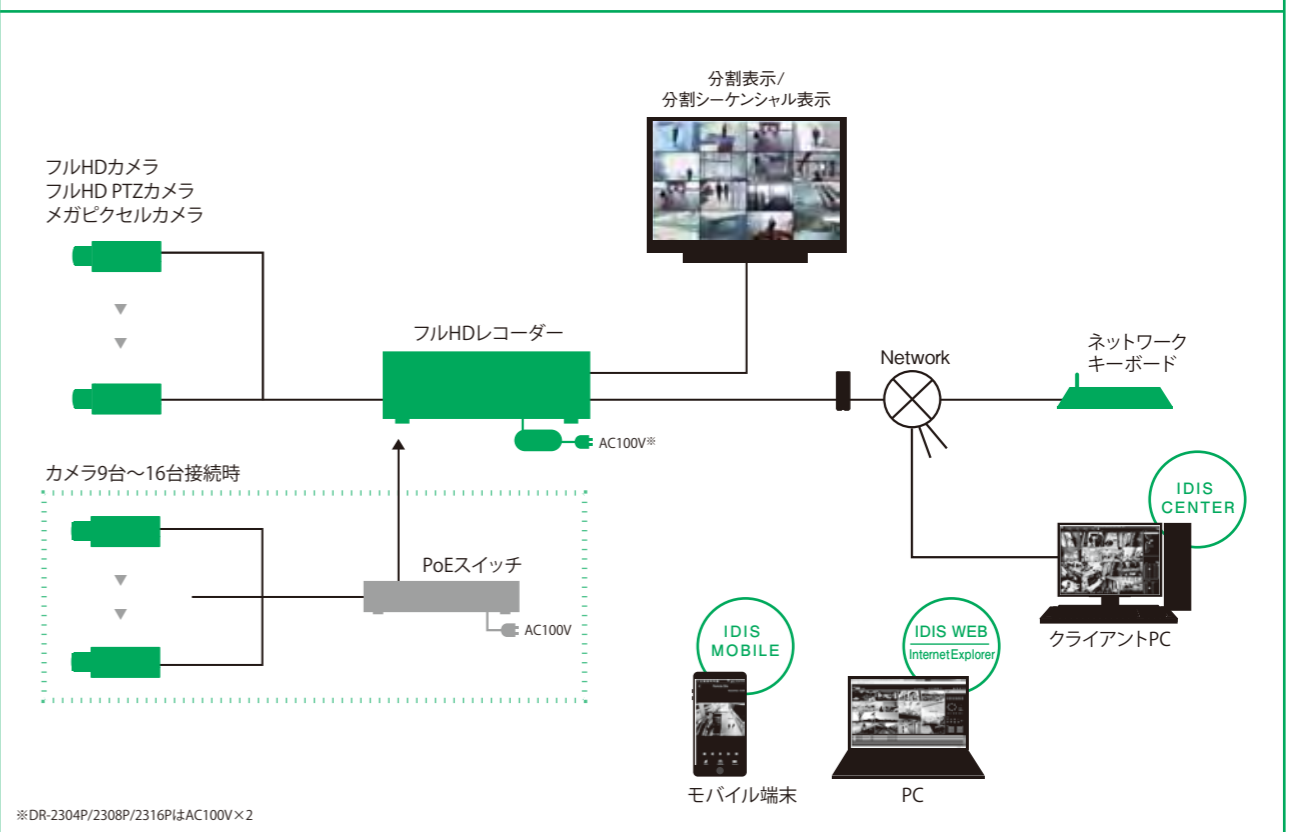 分割表示/
分割シーケンシャル表示
フルHDカメラ
フルHD PTZカメラ
メガピクセルカメラ
フルHDレコーダー
AC100V※
Network
ネットワーク
キーボード
カメラ9台〜16台接続時
PoEスイッチ
AC100V
IDIS
CENTER
クライアントPC
IDIS
MOBILE
モバイル端末
IDIS WEB
InternetExplorer
PC
※DR-2304P/2308P/2316PはAC100V×2